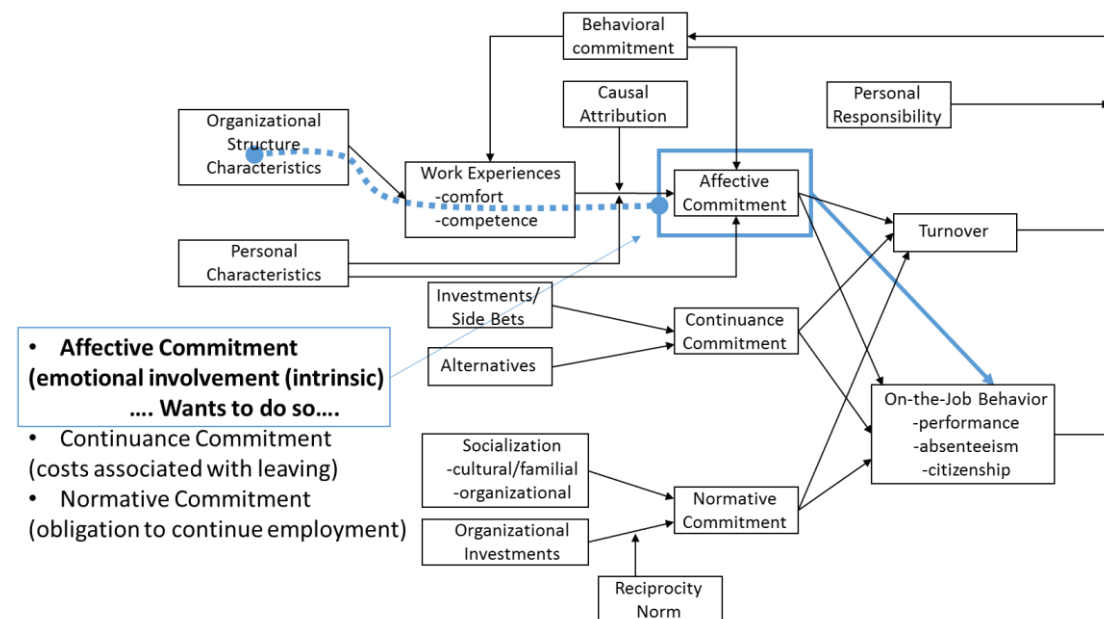 Behavioral
commitment
Causal
Attribution
Personal
Responsibility
Organizational
Structure
Characteristics
Work Experiences
-comfort
-competence
Affective
Commitment
Turnover
Personal
Characteristics
Investments/
Side Bets
Continuance
Commitment
Alternatives
• Affective Commitment
(emotional involvement (intrinsic)
…. Wants to do so….
• Continuance Commitment
(costs associated with leaving)
• Normative Commitment
(obligation to continue employment)
On-the-Job Behavior
-performance
-absenteeism
-citizenship
Socialization
-cultural/familial
-organizational
Normative
Commitment
Organizational
Investments
Reciprocity
Norm